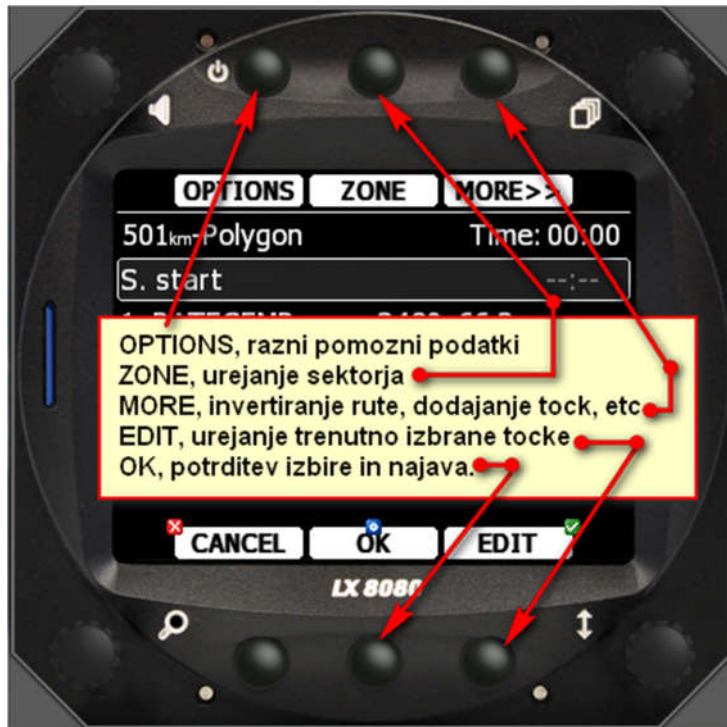 OPTIONS ZONE MORE>>
501km-Polygon Time: 00:00
S. start --:--
OPTIONS, razni pomozni podatki
ZONE, urejanje sektorja
MORE, invertiranje rute, dodajanje tock, etc
EDIT, urejanje trenutno izbrane tocke
OK, potrditev izbire in najava.
CANCEL OK EDIT
LX 8080